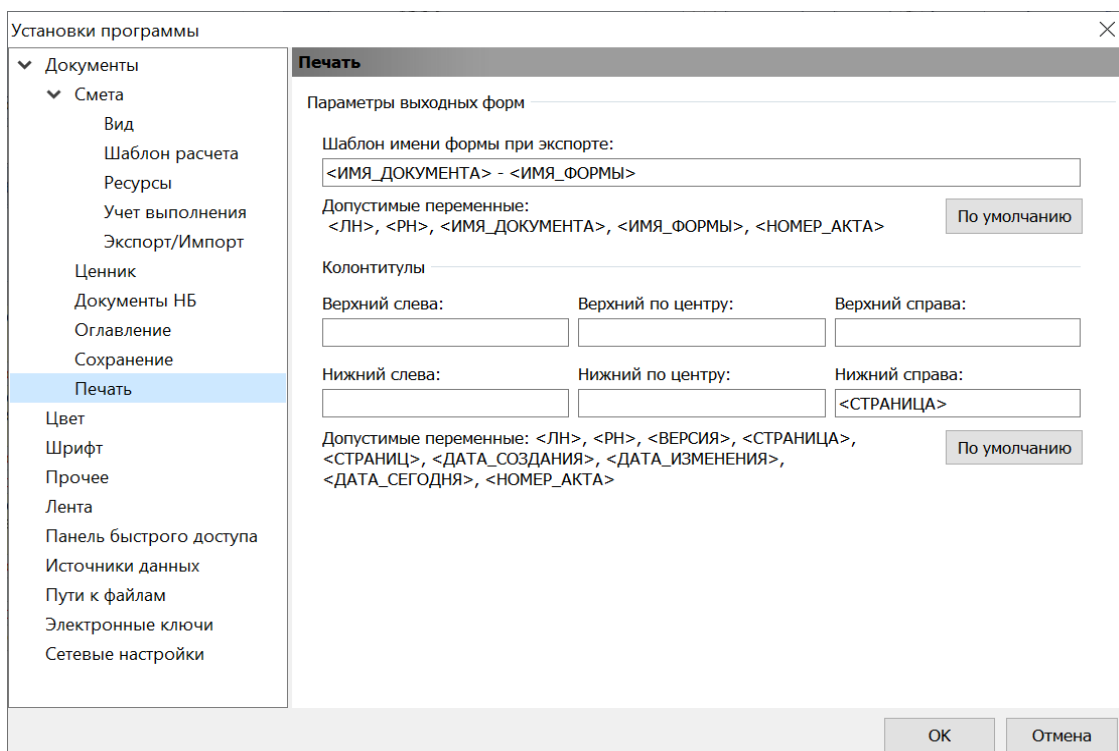 Установки программы
Документы
Смета
Вид
Шаблон расчета
Ресурсы
Учет выполнения
Экспорт/Импорт
Ценник
Документы НБ
Оглавление
Сохранение
Печать
Цвет
Шрифт
Прочее
Лента
Панель быстрого доступа
Источники данных
Пути к файлам
Электронные ключи
Сетевые настройки
Печать
Параметры выходных форм
Шаблон имени формы при экспорте:
<ИМЯ_ДОКУМЕНТА> - <ИМЯ_ФОРМЫ>
Допустимые переменные:
<ЛН>, <РН>, <ИМЯ_ДОКУМЕНТА>, <ИМЯ_ФОРМЫ>, <НОМЕР_АКТА>
По умолчанию
Колонтитулы
Верхний слева: Верхний по центру: Верхний справа:
Нижний слева: Нижний по центру: Нижний справа:
<СТРАНИЦА>
Допустимые переменные: <ЛН>, <РН>, <ВЕРСИЯ>, <СТРАНИЦА>,
<СТРАНИЦ>, <ДАТА_СОЗДАНИЯ>, <ДАТА_ИЗМЕНЕНИЯ>,
<ДАТА_СЕГОДНЯ>, <НОМЕР_АКТА>
По умолчанию
OK Отмена